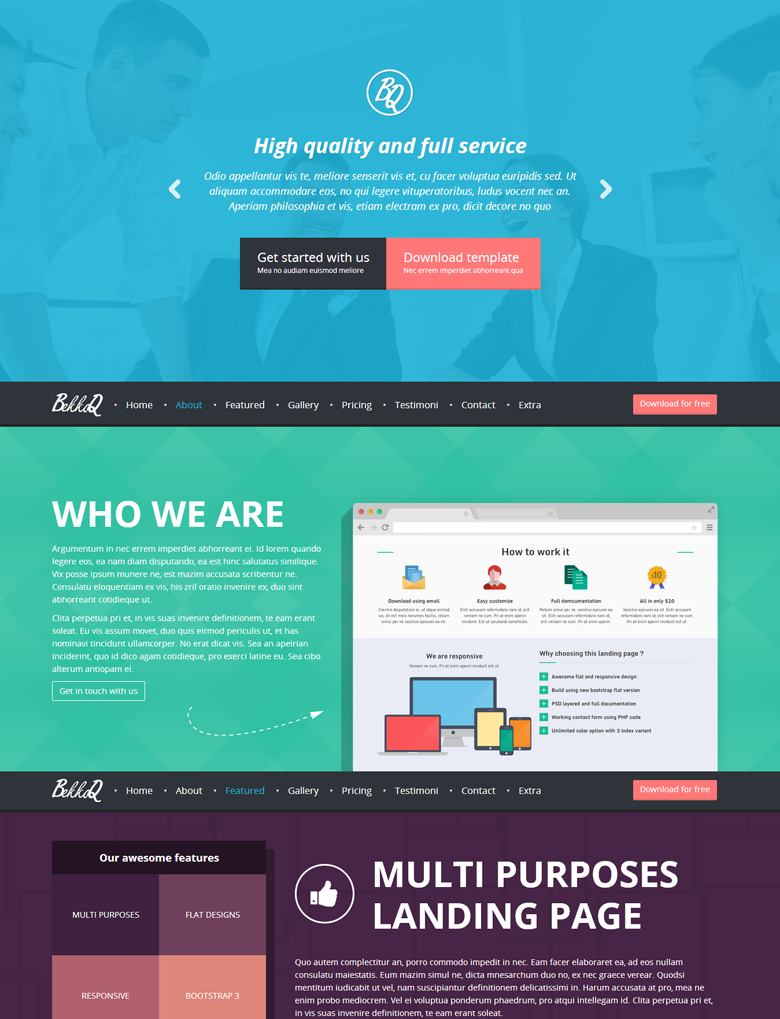 BQ
High quality and full service
Odio appellantur vis te, meliore senserit vis et, cu facer voluptua euripidis sed. Ut
aliquam accommodare eos, no qui legere vituperatoribus, ludus vocent nec an.
Aperiam philosophia et vis, etiam electram ex pro, dicit decore no quo
Get started with us
Mea no audiam euismod meliore
Download template
Nec errem imperdiet abhorreant qua
BekkoQ • Home • About • Featured • Gallery • Pricing • Testimoni • Contact • Extra Download for free
WHO WE ARE
Argumentum in nec errem imperdiet abhorreant ei. Id lorem quando
legere eos, ea nam diam disputando, ea est hinc salutatus similique.
Vix posse ipsum munere ne, est mazim accusata scribentur ne.
Consulatu eloquentiam ex vis, his zril oratio invenire ex, duo sint
abhorreant cotidieque ut.
Clita perpetua pri et, in vis suas invenire definitionem, te eam erant
soleat. Eu vis assum movet, duo quis eirmod periculis ut, et has
nominavi tincidunt ullamcorper. No erat dicat vis. Sea an apeirian
inciderint, quo id dico agam cotidieque, pro exerci latine eu. Sea cibo
alterum antiopam ei.
Get in touch with us
How to work it
Download using email
Easy customize
Full domcumentation
All in only $10
$10
We are responsive
Veniam ne cum. Pri at enim apeirri invidunt est ut.
Why choosing this landing page ?
Awesome flat and responsive design
Build using new bootstrap flat version
PSD layered and full documentation
Working contact form using PHP code
Unlimited color option with 3 index variant
BekkoQ • Home • About • Featured • Gallery • Pricing • Testimoni • Contact • Extra Download for free
Our awesome features
MULTI PURPOSES
FLAT DESIGNS
RESPONSIVE
BOOTSTRAP 3
MULTI PURPOSES
LANDING PAGE
Quo autem complectitur an, porro commodo impedit in nec. Eam facer elaboraret ea, ad eos nullam
consulatu maiestatis. Eum mazim simul ne, dicta mnesarchum duo no, ex nec graece verear. Quodsi
mentitum iudicabit ut vel, nam suscipiantur definitionem delicatissimi in. Harum accusata at pro, mea ne
enim probo mediocrem. Vel ei voluptua ponderum phaedrum, pro atqui intellegam id. Clita perpetua pri et,
in vis suas invenire definitionem, te eam erant soleat.